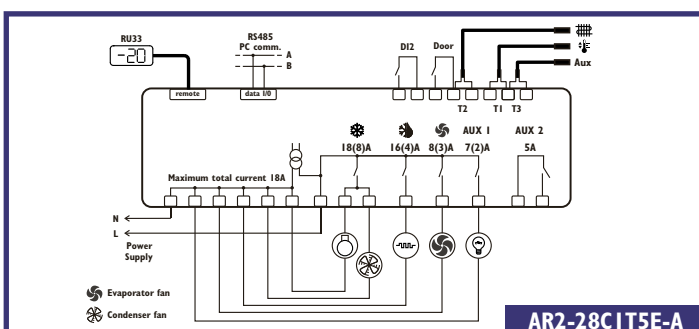 RU33
-20
RS485
PC comm.
A
B
DI2
Door
Aux
remote
data I/0
T2
T1
T3
AUX 1
AUX 2
18(8)A
16(4)A
8(3)A
7(2)A
5A
Maximum total current 18A
N
L
Power
Supply
Evaporator fan
Condenser fan
AR2-28C1T5E-A